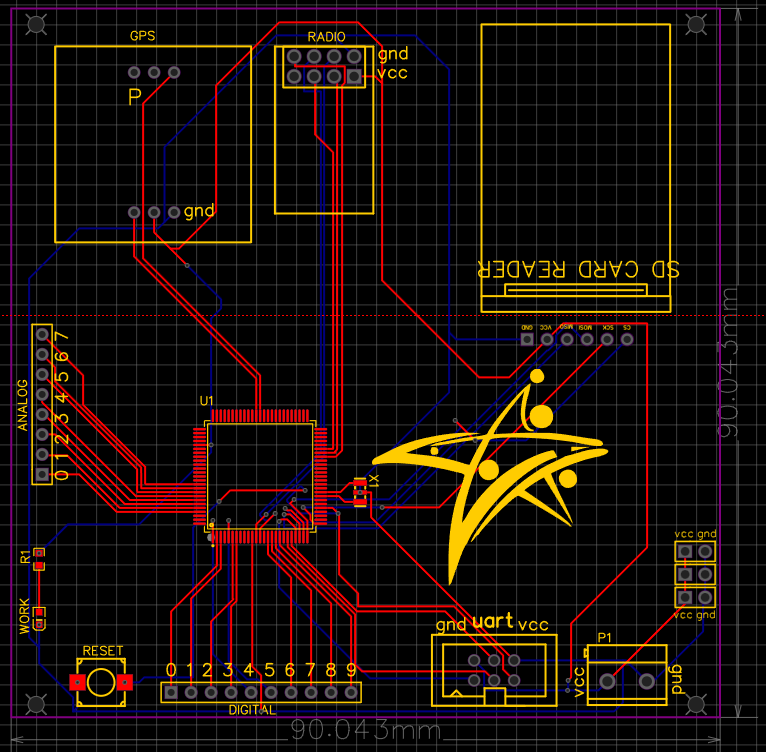 GPS
RADIO
gnd
vcc
P
gnd
SD CARD READER
GND VCC MISO MOSI SCK CS
90.043mm
ANALOG
7
6
5
4
3
2
1
0
U1
X1
R1
WORK
RESET
0 1 2 3 4 5 6 7 8 9
DIGITAL
gnd uart vcc
vcc gnd
vcc gnd
P1
vcc
gnd
90.043mm